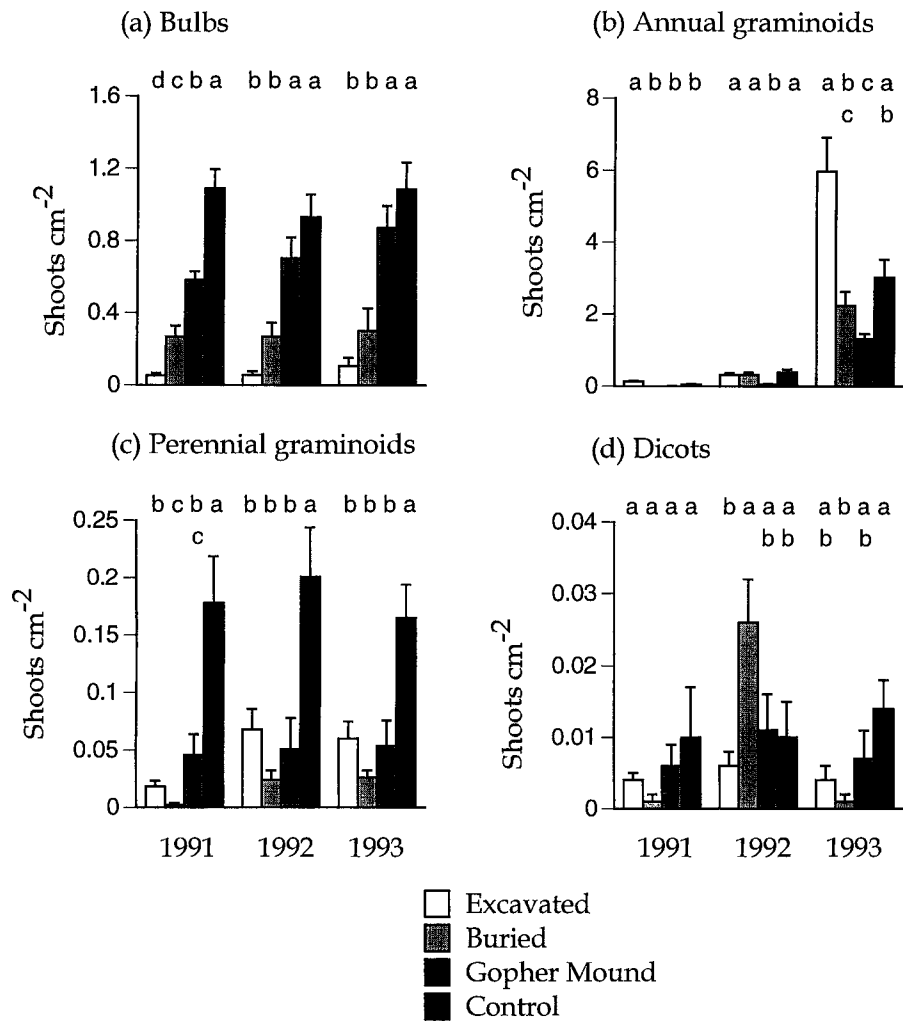 (a) Bulbs
d c b a b b a a b b a a
1.6
1.2
0.8
0.4
0
Shoots cm-2
(b) Annual graminoids
a b b b a a b a a b c a
c b
8
6
4
2
0
Shoots cm-2
(c) Perennial graminoids
b c b a b b b a b b b a
c
0.25
0.2
0.15
0.1
0.05
0
Shoots cm-2
1991 1992 1993
(d) Dicots
a a a a b a a a a b a a
b b b b
0.04
0.03
0.02
0.01
0
Shoots cm-2
1991 1992 1993
Excavated
Buried
Gopher Mound
Control